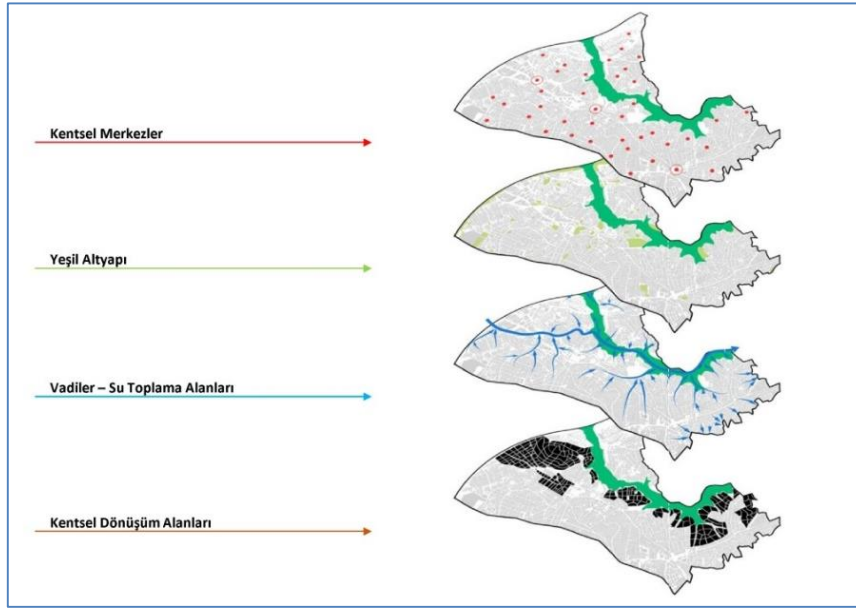 Kentsel Merkezler
Yeşil Altyapı
Vadiler – Su Toplama Alanları
Kentsel Dönüşüm Alanları